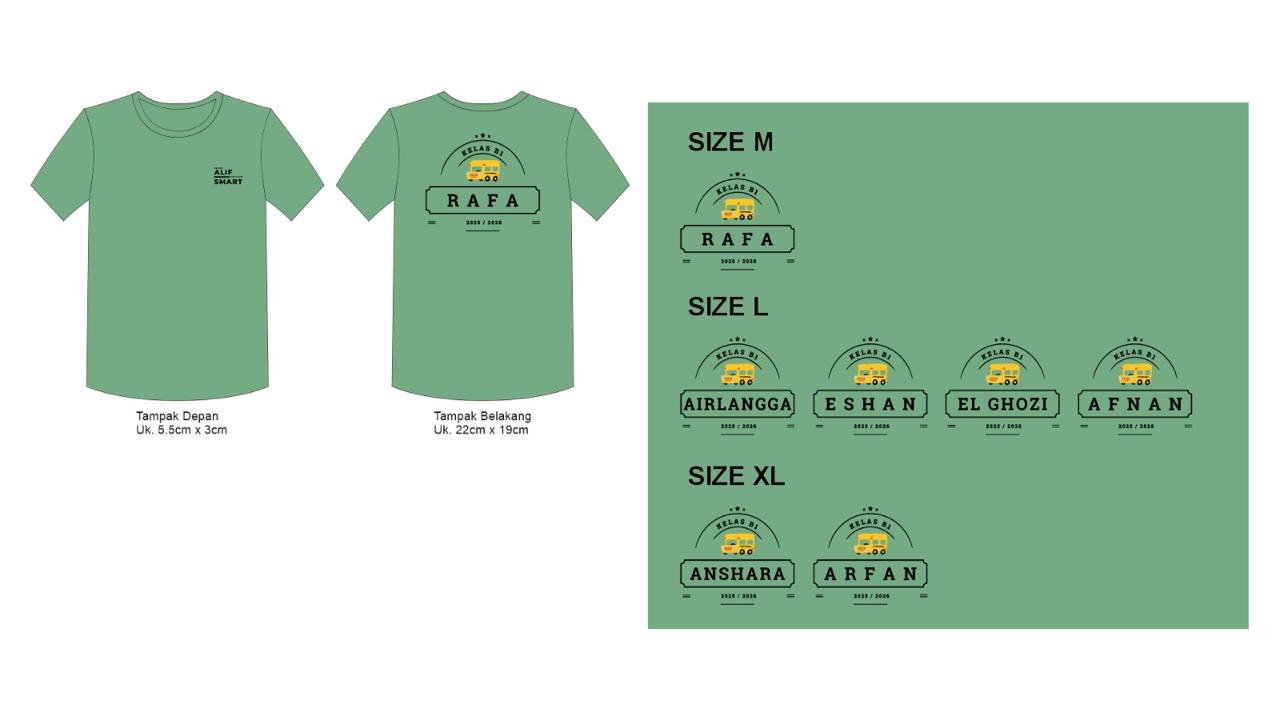 ALIF
SMART
KELAS B1
RAFA
2025 / 2026
Tampak Depan
Uk. 5.5cm x 3cm
Tampak Belakang
Uk. 22cm x 19cm
SIZE M
KELAS B1
RAFA
2025 / 2026
SIZE L
KELAS B1
AIRLANGGA
2025 / 2026
KELAS B1
ESHAN
2025 / 2026
KELAS B1
EL GHOZI
2025 / 2026
KELAS B1
AFNAN
2025 / 2026
SIZE XL
KELAS B1
ANSHARA
2025 / 2026
KELAS B1
ARFAN
2025 / 2026